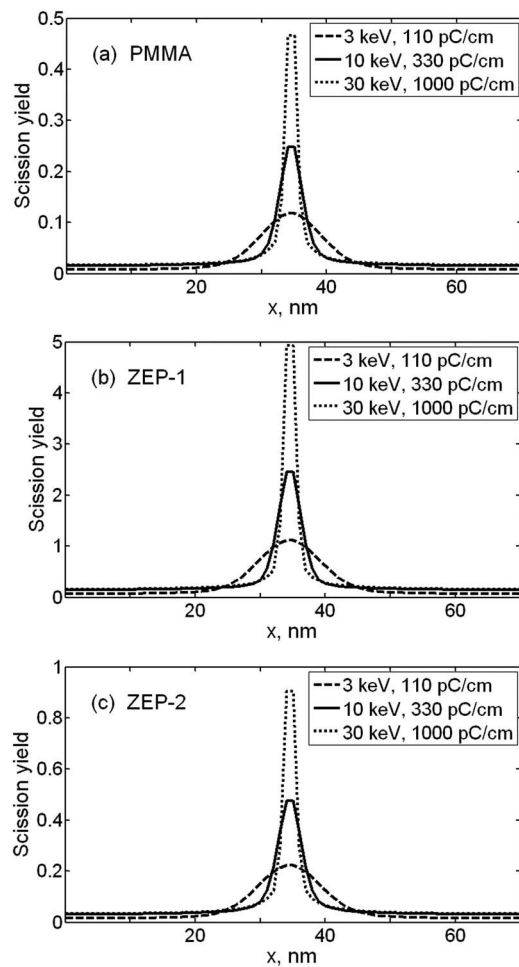 (a) PMMA
3 keV, 110 pC/cm
10 keV, 330 pC/cm
30 keV, 1000 pC/cm
Scission yield
0.5
0.4
0.3
0.2
0.1
0
20 40 60
x, nm
(b) ZEP-1
3 keV, 110 pC/cm
10 keV, 330 pC/cm
30 keV, 1000 pC/cm
Scission yield
5
4
3
2
1
0
20 40 60
x, nm
(c) ZEP-2
3 keV, 110 pC/cm
10 keV, 330 pC/cm
30 keV, 1000 pC/cm
Scission yield
1
0.8
0.6
0.4
0.2
0
20 40 60
x, nm